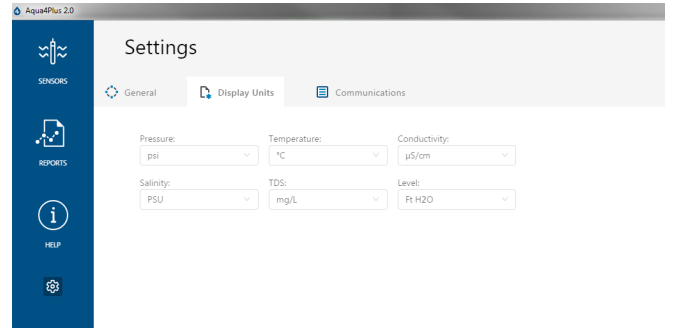 Aqua4Plus 2.0
Settings
SENSORS
General
Display Units
Communications
Pressure:
Temperature:
Conductivity:
psi
°C
µS/cm
REPORTS
Salinity:
TDS:
Level:
PSU
mg/L
Ft H2O
HELP